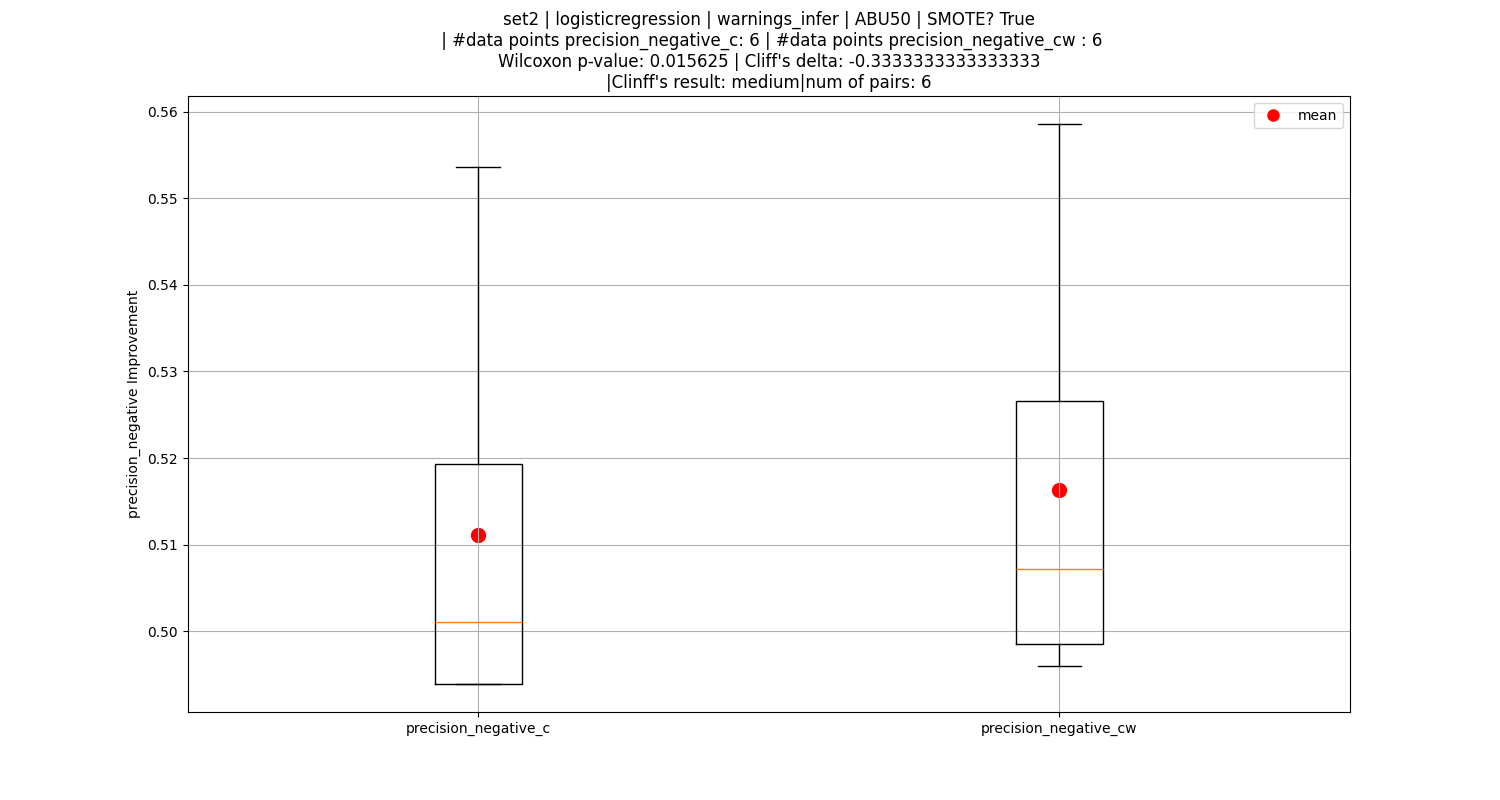 set2 | logisticregression | warnings_infer | ABU50 | SMOTE? True
| #data points precision_negative_c: 6 | #data points precision_negative_cw : 6
Wilcoxon p-value: 0.015625 | Cliff's delta: -0.3333333333333333
|Clinff's result: medium|num of pairs: 6
mean
0.56
0.55
0.54
0.53
0.52
0.51
0.50
precision_negative Improvement
precision_negative_c
precision_negative_cw